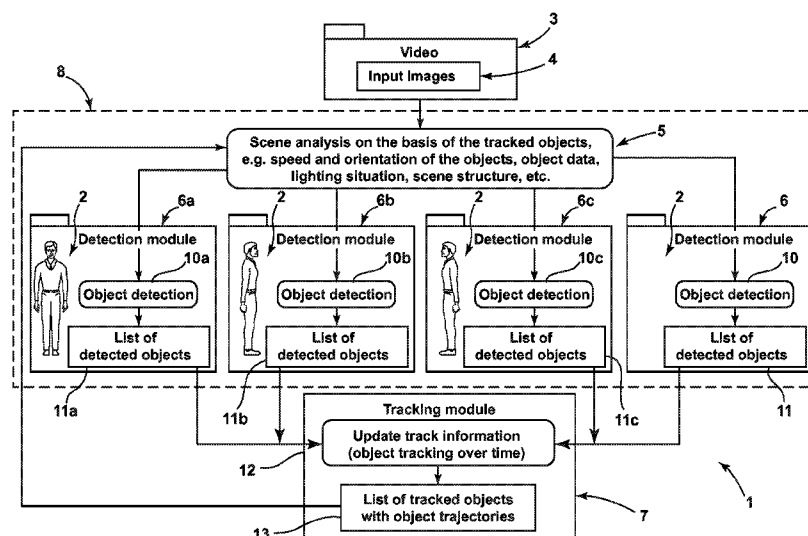 3
Video
Input Images
4
8
Scene analysis on the basis of the tracked objects,
e.g. speed and orientation of the objects, object data,
lighting situation, scene structure, etc.
5
2
6a
2
6b
2
6c
2
6
Detection module
Detection module
Detection module
Detection module
10a
10b
10c
10
Object detection
Object detection
Object detection
Object detection
List of
detected objects
List of
detected objects
List of
detected objects
List of
detected objects
11a
11b
11c
11
Tracking module
Update track information
(object tracking over time)
12
List of tracked objects
with object trajectories
7
1
13